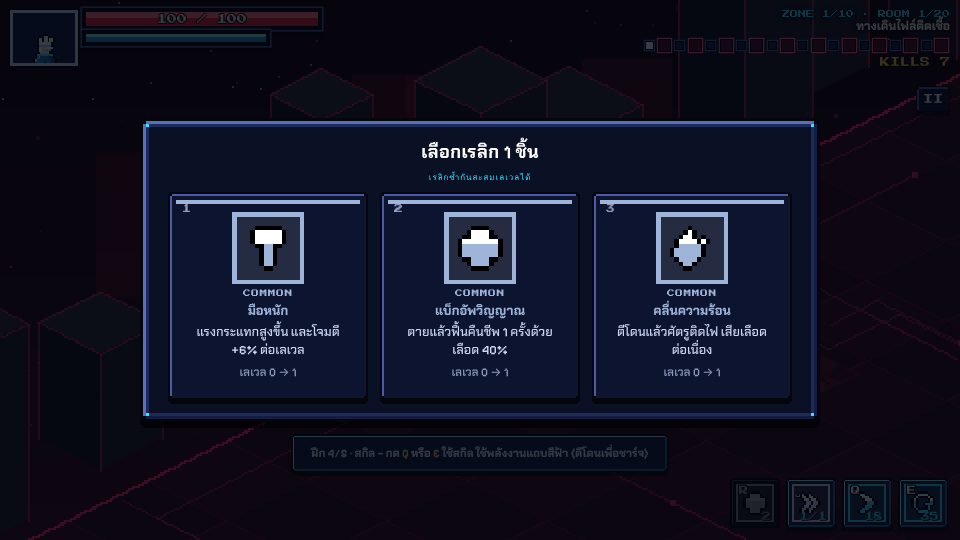 100 / 100
ZONE 1/10 · ROOM 1/20
ทางเดินไฟล์ติดเชื้อ
KILLS 7
II
เลือกเรลิก 1 ชิ้น
เรลิกซ้ำกันสะสมเลเวลได้
1
COMMON
มือหนัก
แรงกระแทกสูงขึ้น และโจมตี
+6% ต่อเลเวล
เลเวล 0 → 1
2
COMMON
แบ็กอัพวิญญาณ
ตายแล้วฟื้นคืนชีพ 1 ครั้งด้วย
เลือด 40%
เลเวล 0 → 1
3
COMMON
คลื่นความร้อน
ตีโดนแล้วศัตรูติดไฟ เสียเลือด
ต่อเนื่อง
เลเวล 0 → 1
ฝึก 4/8 · สกิล - กด Q หรือ E ใช้สกิล ใช้พลังงานแถบสีฟ้า (ตีโดนเพื่อชาร์จ)
R
2
1/1
Q
18
E
35